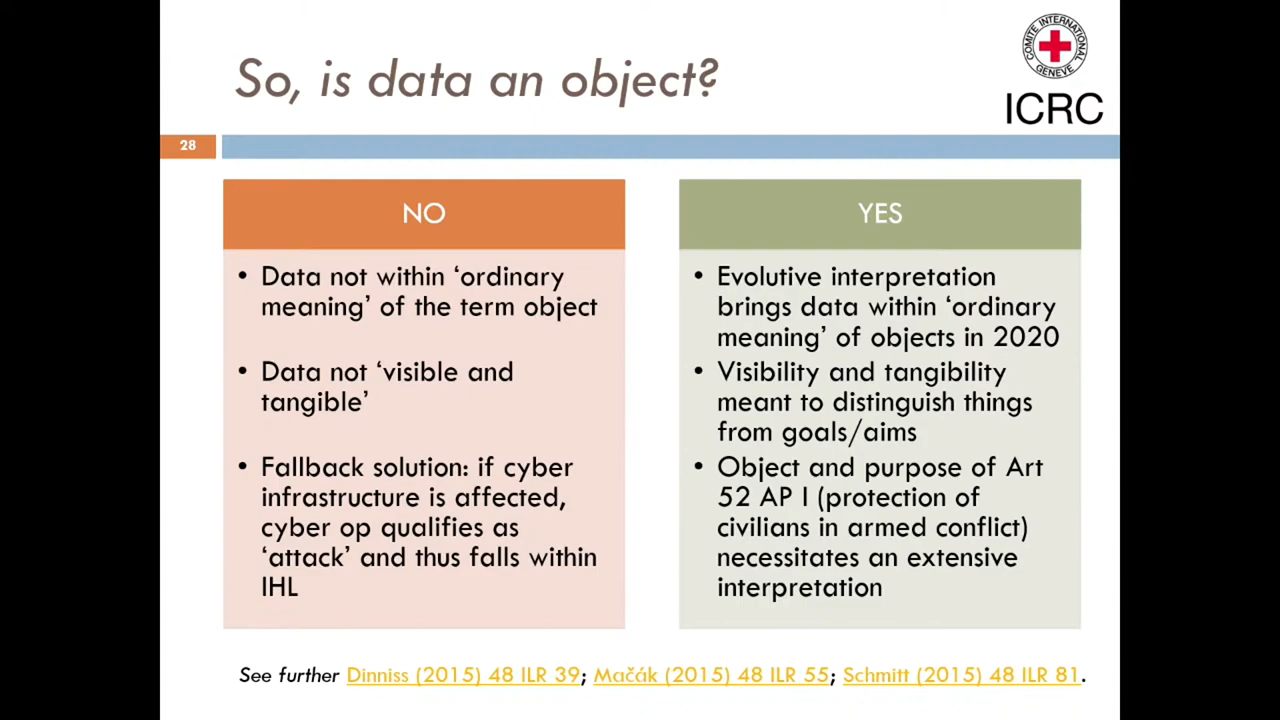 So, is data an object?
COMITE INTERNATIONAL
GENEVE
ICRC
28
NO
• Data not within ‘ordinary
meaning’ of the term object
• Data not ‘visible and
tangible’
• Fallback solution: if cyber
infrastructure is affected,
cyber op qualifies as
‘attack’ and thus falls within
IHL
YES
• Evolutive interpretation
brings data within ‘ordinary
meaning’ of objects in 2020
• Visibility and tangibility
meant to distinguish things
from goals/aims
• Object and purpose of Art
52 AP I (protection of
civilians in armed conflict)
necessitates an extensive
interpretation
See further Dinniss (2015) 48 ILR 39; Mačák (2015) 48 ILR 55; Schmitt (2015) 48 ILR 81.